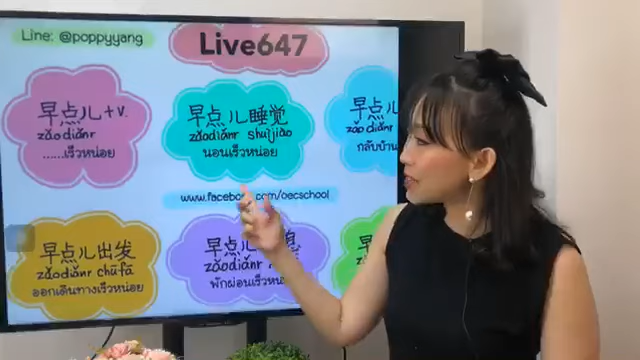 Line: @poppyyang
Live647
早点儿+v.
zǎodiǎnr
......เร็วหน่อย
早点儿睡觉
zǎodiǎnr shuìjiào
นอนเร็วหน่อย
早点儿
zǎodiǎnr
กลับบ้าน
www.facebook.com/oecschool
早点儿出发
zǎodiǎnr chūfā
ออกเดินทางเร็วหน่อย
早点儿
zǎodiǎnr
พักผ่อนเร็วหน่อย